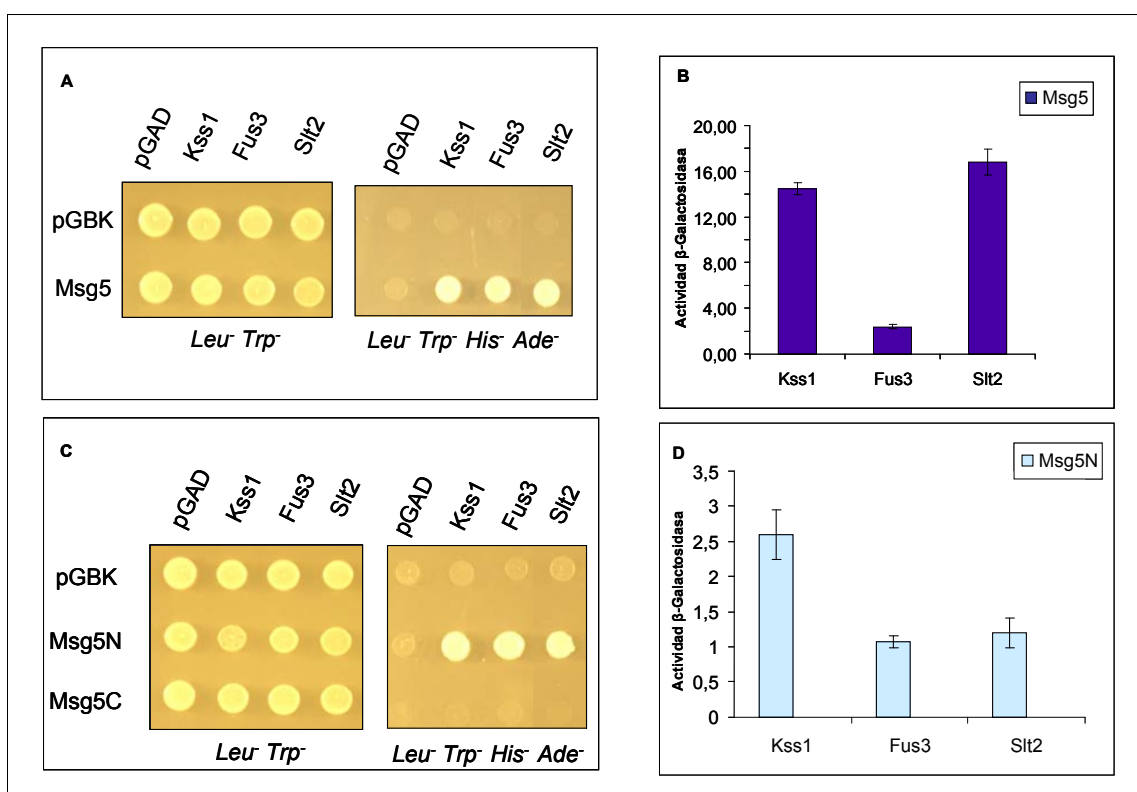 A
pGAD Kss1 Fus3 Slt2
pGAD Kss1 Fus3 Slt2
pGBK
Msg5
Leu- Trp-
Leu- Trp- His- Ade-
B
Msg5
Actividad β-Galactosidasa
20,00
16,00
12,00
8,00
4,00
0,00
Kss1 Fus3 Slt2
C
pGAD Kss1 Fus3 Slt2
pGAD Kss1 Fus3 Slt2
pGBK
Msg5N
Msg5C
Leu- Trp-
Leu- Trp- His- Ade-
D
Msg5N
Actividad β-Galactosidasa
3,5
3
2,5
2
1,5
1
0,5
0
Kss1 Fus3 Slt2